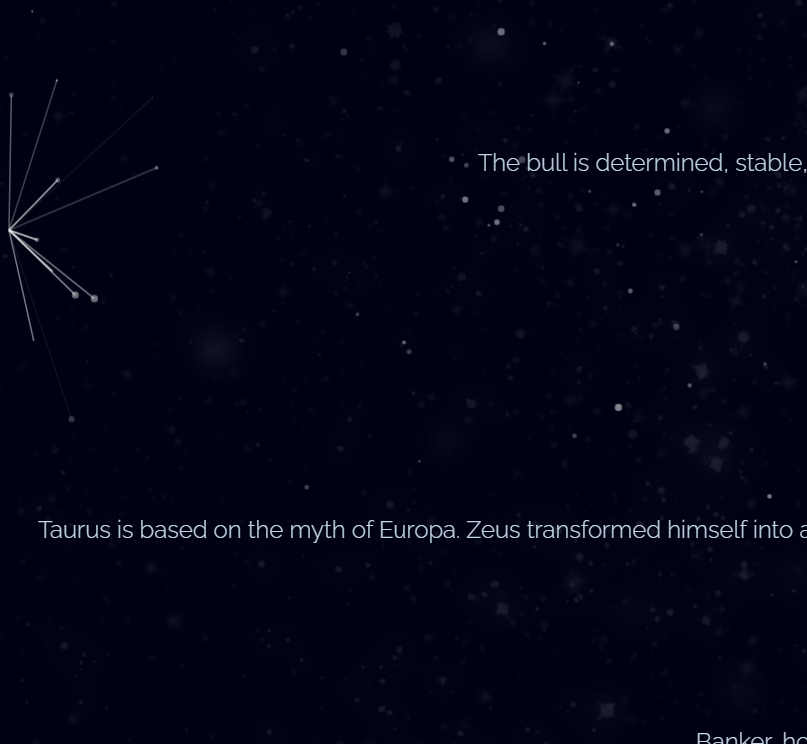 The bull is determined, stable,
Taurus is based on the myth of Europa. Zeus transformed himself into a
Banker, ho